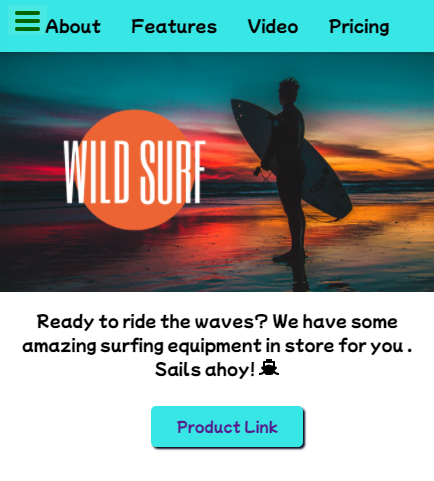 About Features Video Pricing
WILD SURF
Ready to ride the waves? We have some
amazing surfing equipment in store for you .
Sails ahoy!
Product Link